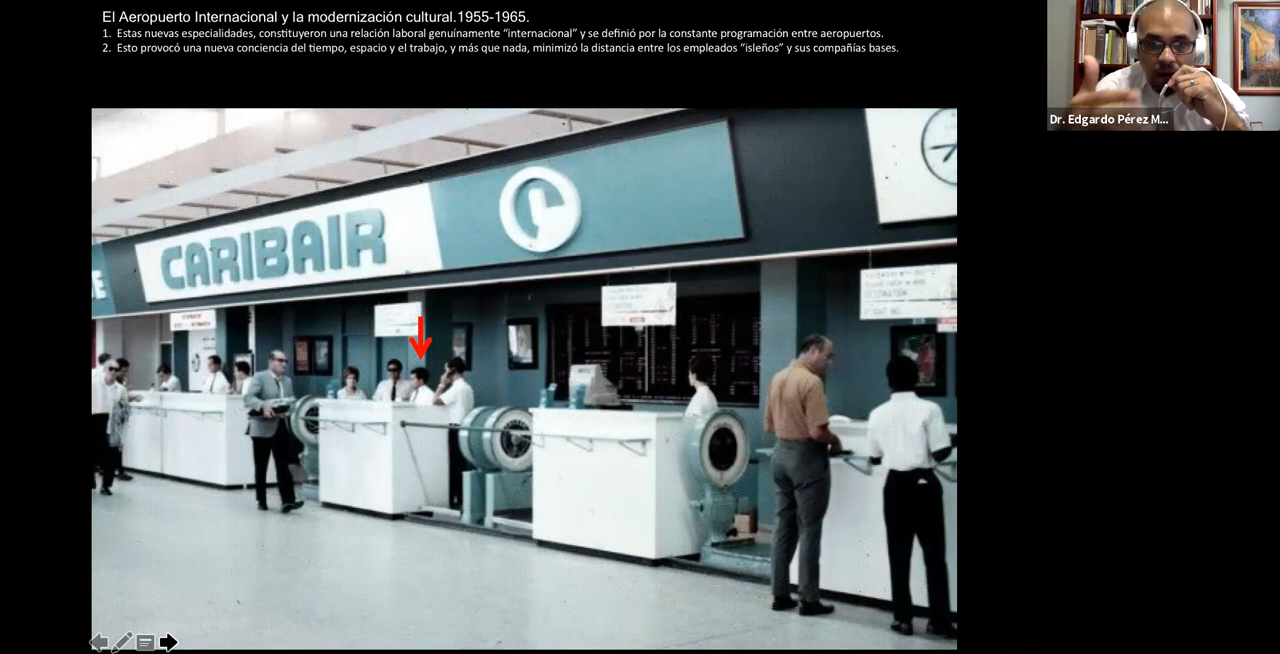 El Aeropuerto Internacional y la modernización cultural.1955-1965.
1. Estas nuevas especialidades, constituyeron una relación laboral genuínamente “internacional” y se definió por la constante programación entre aeropuertos.
2. Esto provocó una nueva conciencia del tiempo, espacio y el trabajo, y más que nada, minimizó la distancia entre los empleados “isleños” y sus compañías bases.
Dr. Edgardo Pérez M...
CARIBAIR